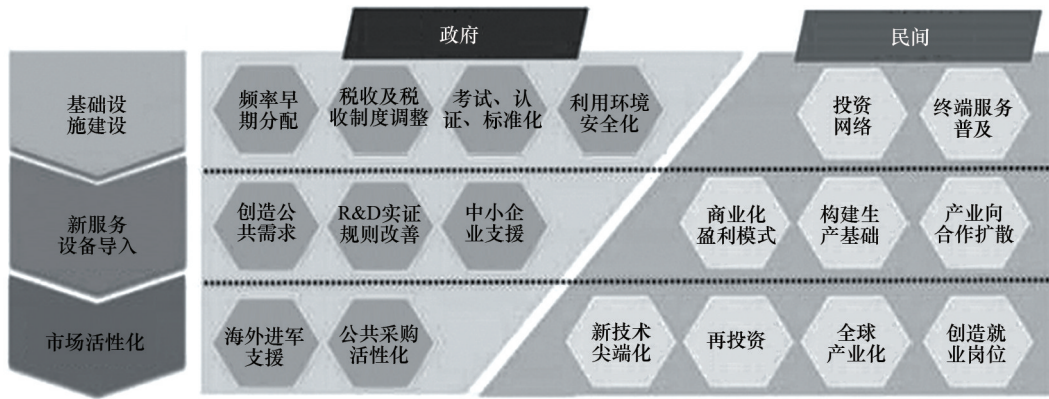 政府
民间
基础设
施建设
频率早
期分配
税收及税
收制度调整
考试、认
证、标准化
利用环境
安全化
投资
网络
终端服务
普及
新服务
设备导入
创造公
共需求
R&D实证
规则改善
中小企
业支援
商业化
盈利模式
构建生
产基础
产业向
合作扩散
市场活性化
海外进军
支援
公共采购
活性化
新技术
尖端化
再投资
全球
产业化
创造就
业岗位